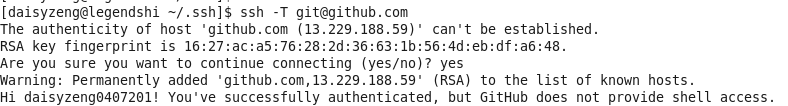 [daisyzeng@legendshi ~/.ssh]$ ssh -T git@github.com
The authenticity of host 'github.com (13.229.188.59)' can't be established.
RSA key fingerprint is 16:27:ac:a5:76:28:2d:36:63:1b:56:4d:eb:df:a6:48.
Are you sure you want to continue connecting (yes/no)? yes
Warning: Permanently added 'github.com,13.229.188.59' (RSA) to the list of known hosts.
Hi daisyzeng0407201! You've successfully authenticated, but GitHub does not provide shell access.